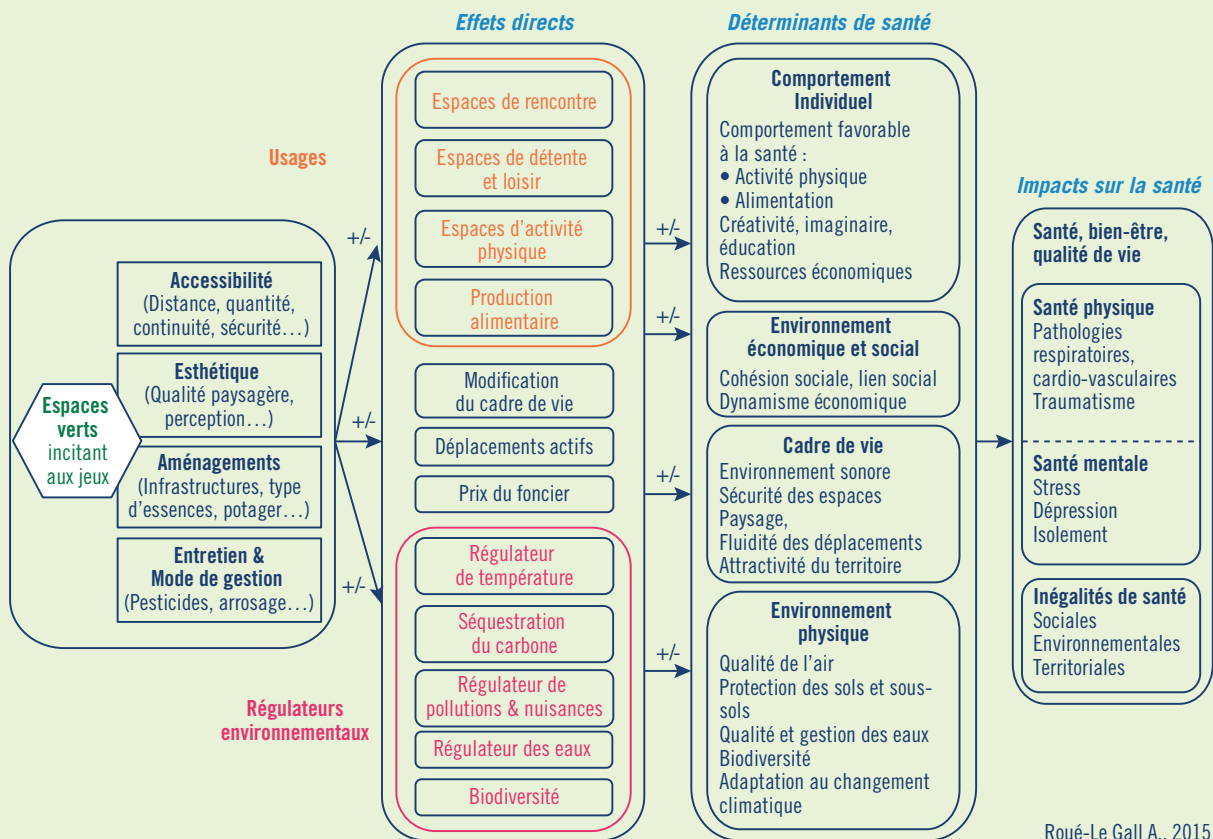 Effets directs
Déterminants de santé
Impacts sur la santé
Usages
Régulateurs
environnementaux
Espaces
verts
incitant
aux jeux
Accessibilité
(Distance, quantité,
continuité, sécurité…)
Esthétique
(Qualité paysagère,
perception…)
Aménagements
(Infrastructures, type
d'essences, potager…)
Entretien &
Mode de gestion
(Pesticides, arrosage…)
+/-
+/-
+/-
Espaces de rencontre
Espaces de détente
et loisir
Espaces d'activité
physique
Production
alimentaire
Modification
du cadre de vie
Déplacements actifs
Prix du foncier
Régulateur
de température
Séquestration
du carbone
Régulateur de
pollutions & nuisances
Régulateur des eaux
Biodiversité
+/-
+/-
+/-
+/-
Comportement
Individuel
Comportement favorable
à la santé :
• Activité physique
• Alimentation
Créativité, imaginaire,
éducation
Ressources économiques
Environnement
économique et social
Cohésion sociale, lien social
Dynamisme économique
Cadre de vie
Environnement sonore
Sécurité des espaces
Paysage,
Fluidité des déplacements
Attractivité du territoire
Environnement
physique
Qualité de l'air
Protection des sols et sous-
sols
Qualité et gestion des eaux
Biodiversité
Adaptation au changement
climatique
Santé, bien-être,
qualité de vie
Santé physique
Pathologies
respiratoires,
cardio-vasculaires
Traumatisme
Santé mentale
Stress
Dépression
Isolement
Inégalités de santé
Sociales
Environnementales
Territoriales
Roué-Le Gall A., 2015